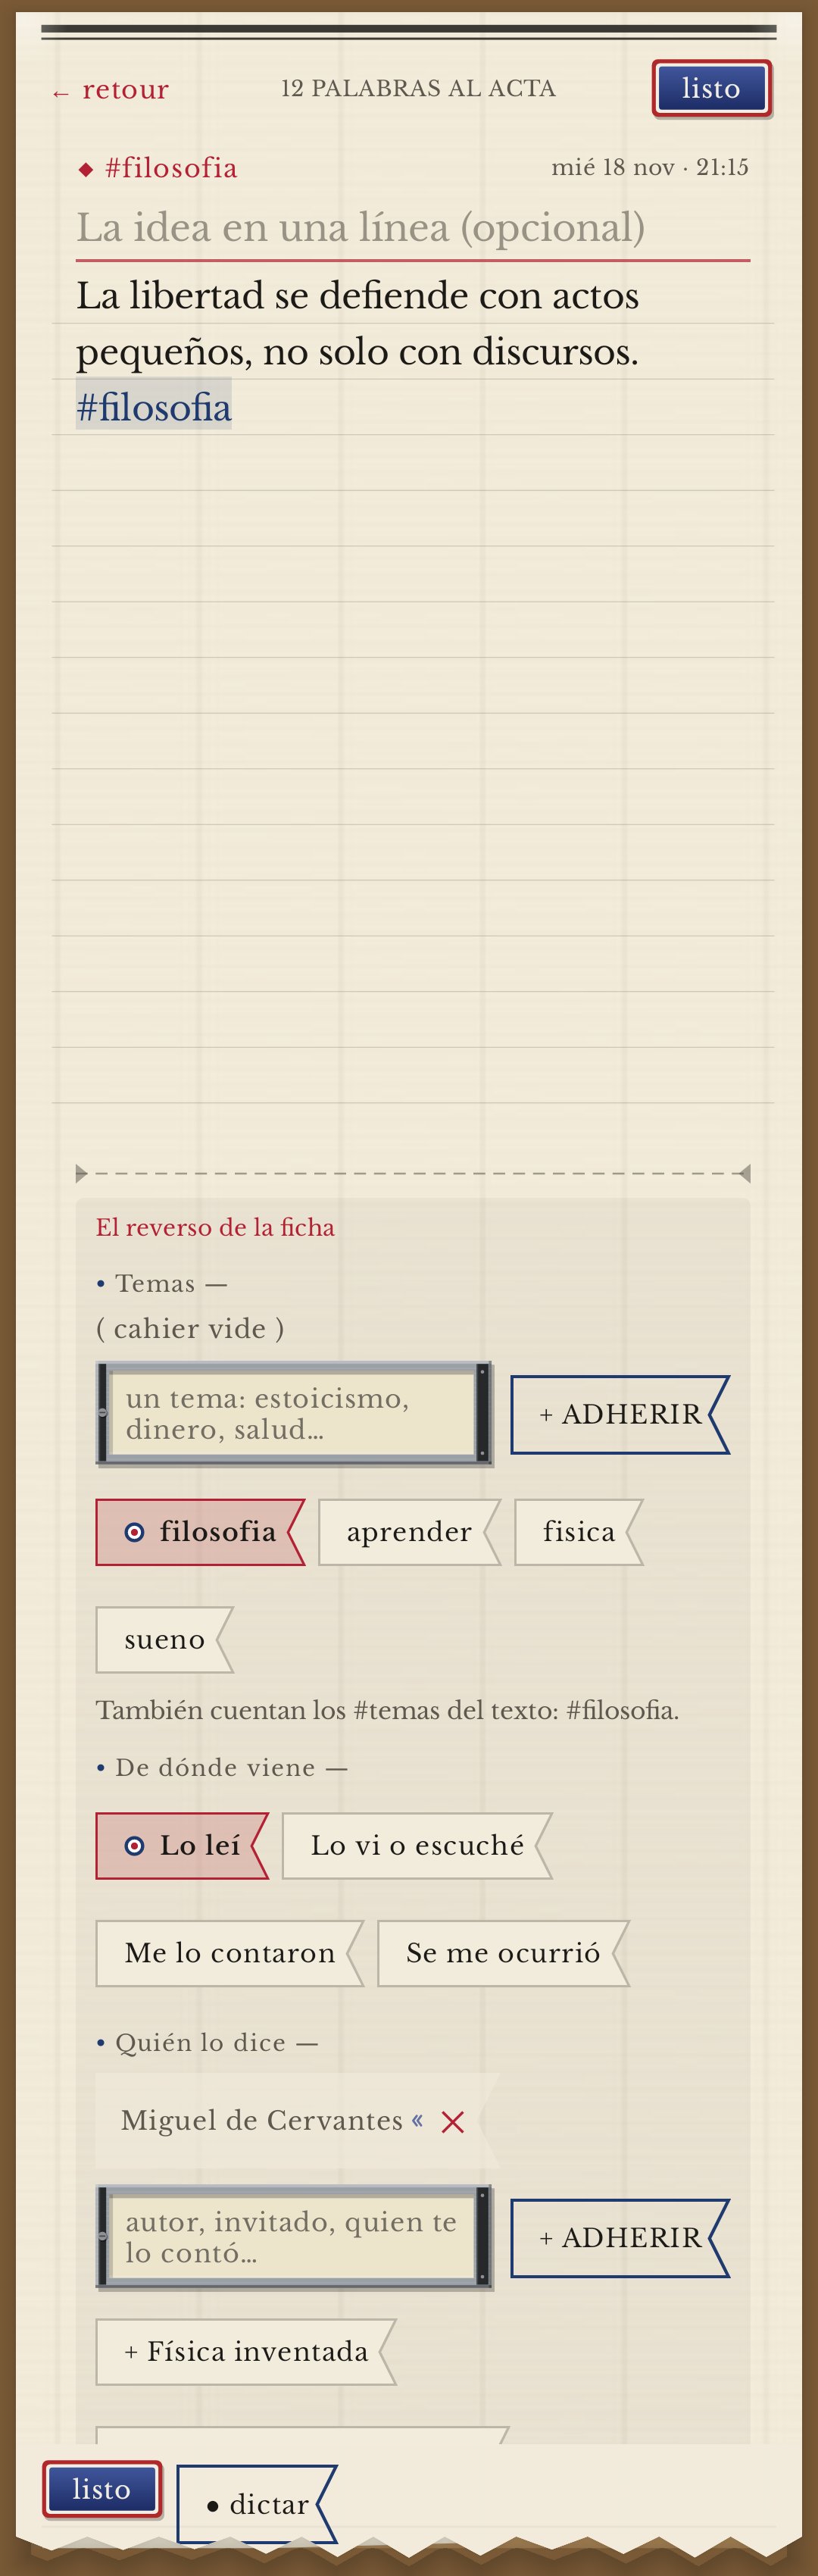 ← retour
12 PALABRAS AL ACTA
listo
◆ #filosofia
mié 18 nov · 21:15
La idea en una línea (opcional)
La libertad se defiende con actos
pequeños, no solo con discursos.
#filosofia
El reverso de la ficha
• Temas —
( cahier vide )
un tema: estoicismo,
dinero, salud…
+ ADHERIR
filosofia
aprender
fisica
sueno
También cuentan los #temas del texto: #filosofia.
• De dónde viene —
Lo leí
Lo vi o escuché
Me lo contaron
Se me ocurrió
• Quién lo dice —
Miguel de Cervantes « ×
autor, invitado, quien te
lo contó…
+ ADHERIR
+ Física inventada
listo
● dictar